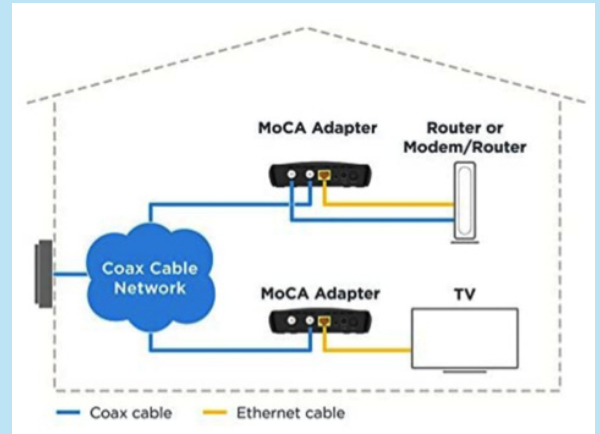 MoCA Adapter
Router or
Modem/Router
Coax Cable
Network
MoCA Adapter
TV
Coax cable
Ethernet cable